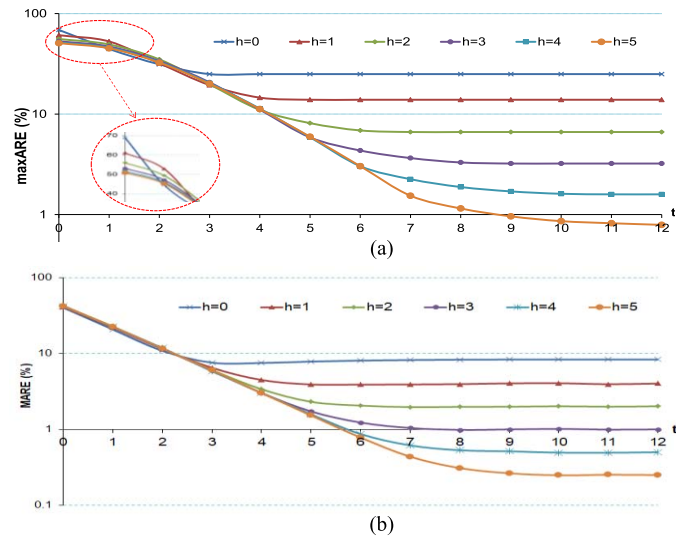 100
h=0 h=1 h=2 h=3 h=4 h=5
maxARE (%)
10
70
60
50
40
1
t
0 1 2 3 4 5 6 7 8 9 10 11 12
(a)
100
h=0 h=1 h=2 h=3 h=4 h=5
10
MARE (%)
1
t
0 1 2 3 4 5 6 7 8 9 10 11 12
0.1
(b)